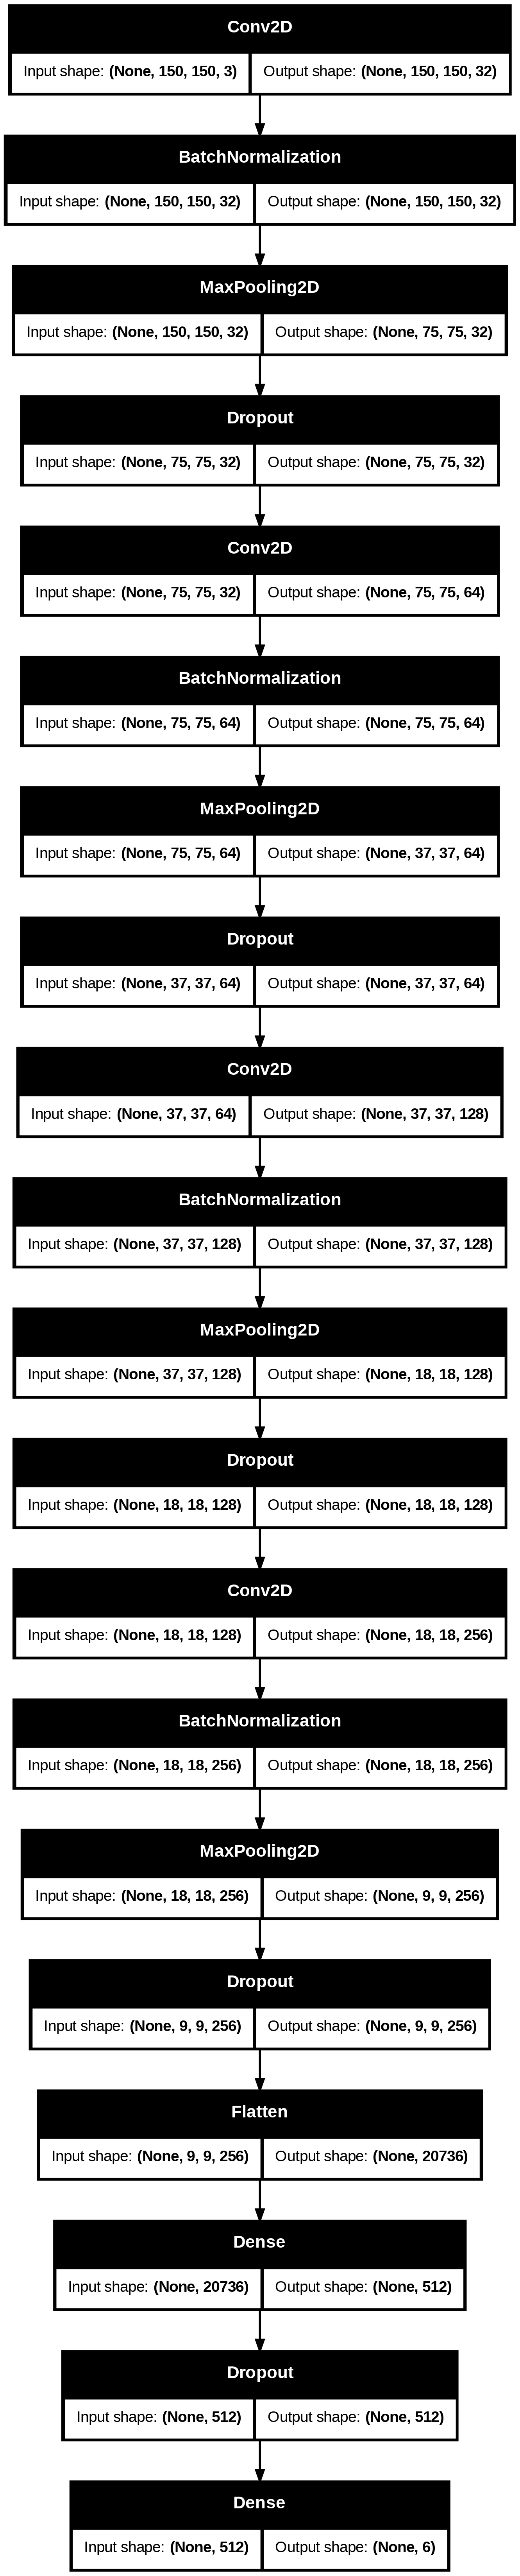 Conv2D
Input shape: (None, 150, 150, 3) Output shape: (None, 150, 150, 32)
BatchNormalization
Input shape: (None, 150, 150, 32) Output shape: (None, 150, 150, 32)
MaxPooling2D
Input shape: (None, 150, 150, 32) Output shape: (None, 75, 75, 32)
Dropout
Input shape: (None, 75, 75, 32) Output shape: (None, 75, 75, 32)
Conv2D
Input shape: (None, 75, 75, 32) Output shape: (None, 75, 75, 64)
BatchNormalization
Input shape: (None, 75, 75, 64) Output shape: (None, 75, 75, 64)
MaxPooling2D
Input shape: (None, 75, 75, 64) Output shape: (None, 37, 37, 64)
Dropout
Input shape: (None, 37, 37, 64) Output shape: (None, 37, 37, 64)
Conv2D
Input shape: (None, 37, 37, 64) Output shape: (None, 37, 37, 128)
BatchNormalization
Input shape: (None, 37, 37, 128) Output shape: (None, 37, 37, 128)
MaxPooling2D
Input shape: (None, 37, 37, 128) Output shape: (None, 18, 18, 128)
Dropout
Input shape: (None, 18, 18, 128) Output shape: (None, 18, 18, 128)
Conv2D
Input shape: (None, 18, 18, 128) Output shape: (None, 18, 18, 256)
BatchNormalization
Input shape: (None, 18, 18, 256) Output shape: (None, 18, 18, 256)
MaxPooling2D
Input shape: (None, 18, 18, 256) Output shape: (None, 9, 9, 256)
Dropout
Input shape: (None, 9, 9, 256) Output shape: (None, 9, 9, 256)
Flatten
Input shape: (None, 9, 9, 256) Output shape: (None, 20736)
Dense
Input shape: (None, 20736) Output shape: (None, 512)
Dropout
Input shape: (None, 512) Output shape: (None, 512)
Dense
Input shape: (None, 512) Output shape: (None, 6)